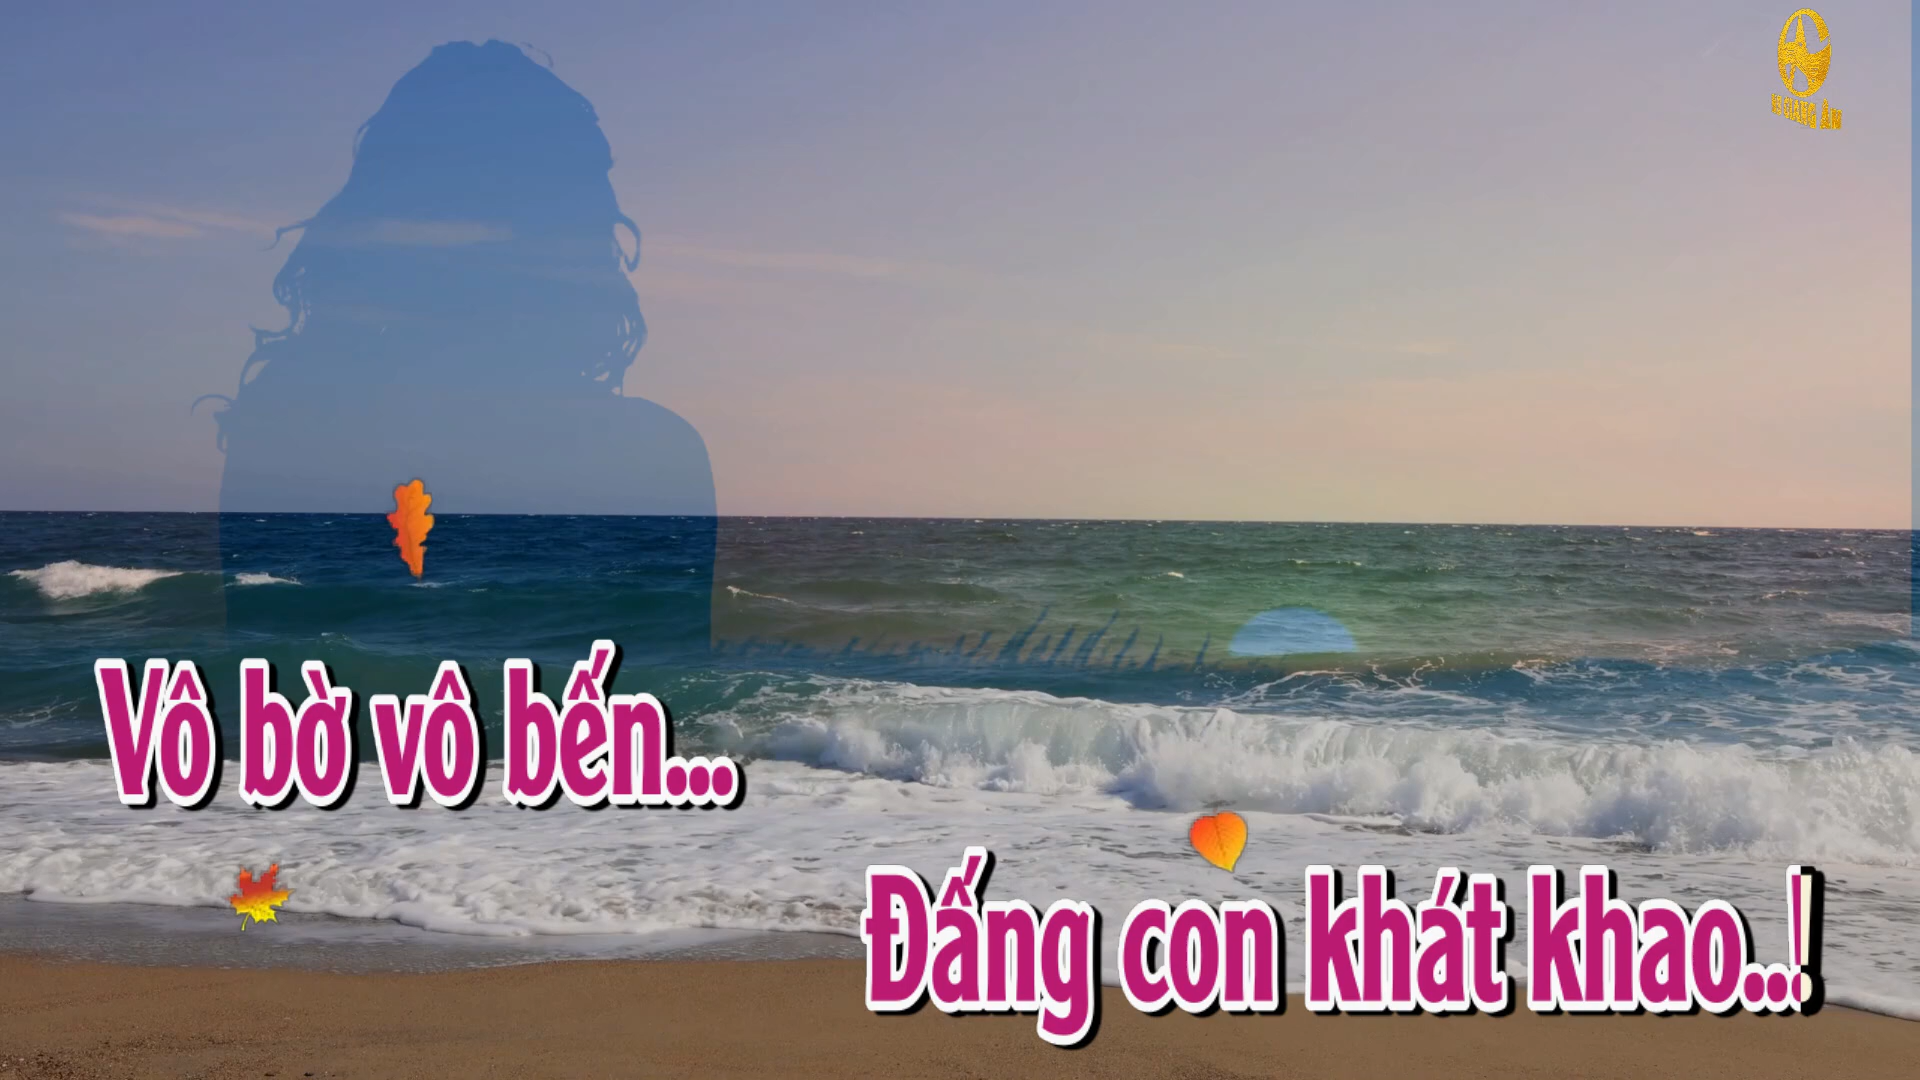 Vô bờ vô bến...
Đấng con khát khao..!